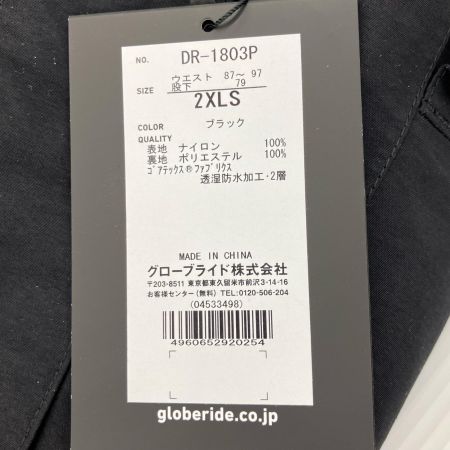 NO. DR-1803P
ウエスト 87～ 97
SIZE 股下 79
2XLS
COLOR ブラック
QUALITY
表地 ナイロン 100%
裏地 ポリエステル 100%
ｺﾞｱﾃｯｸｽ®ﾌｧﾌﾞﾘｸｽ
透湿防水加工・2層
MADE IN CHINA
グローブライド株式会社
〒203-8511 東京都東久留米市前沢3-14-16
お客様センター(無料) TEL:0120-506-204
(04533498)
4960652920254
globeride.co.jp